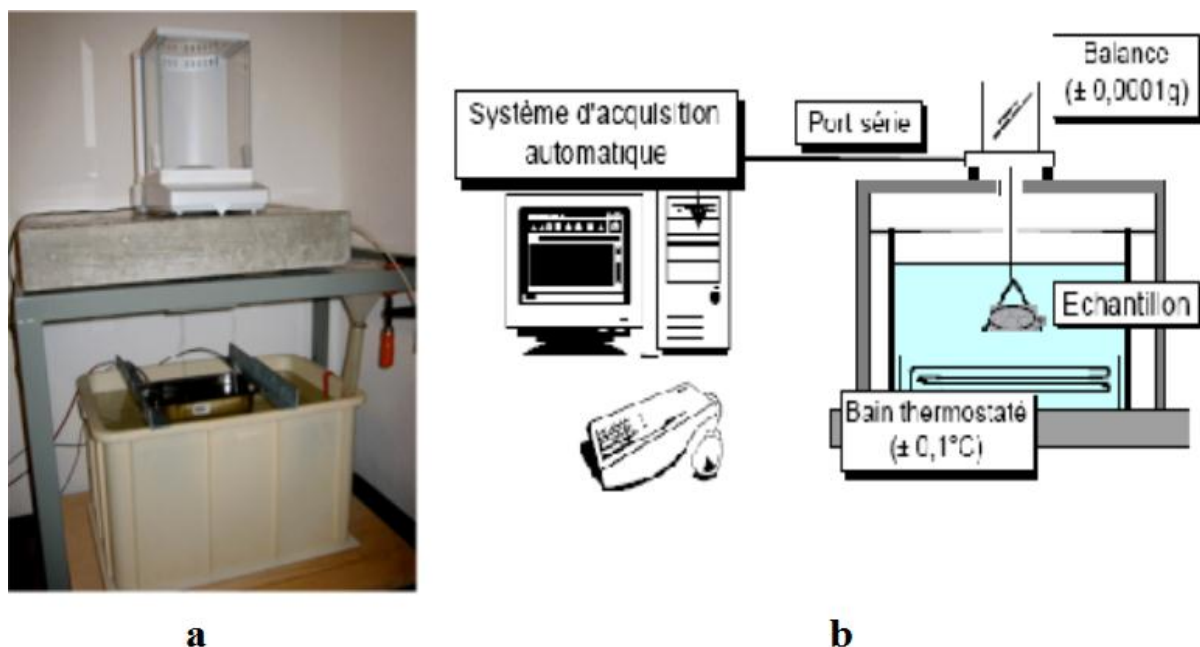 Système d'acquisition
automatique
Port série
Balance
(± 0,0001g)
Echantillon
Bain thermostaté
(± 0,1°C)
a
b